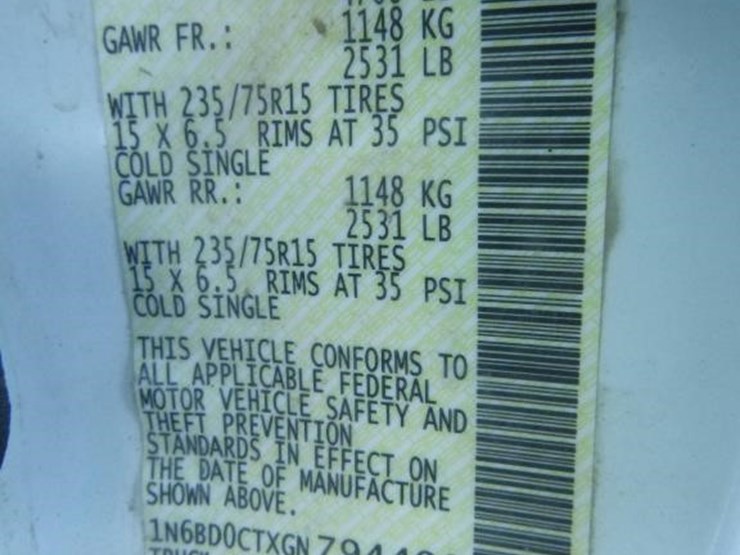 GAWR FR.: 1148 KG
2531 LB
WITH 235/75R15 TIRES
15 X 6.5 RIMS AT 35 PSI
COLD SINGLE
GAWR RR.: 1148 KG
2531 LB
WITH 235/75R15 TIRES
15 X 6.5 RIMS AT 35 PSI
COLD SINGLE
THIS VEHICLE CONFORMS TO
ALL APPLICABLE FEDERAL
MOTOR VEHICLE SAFETY AND
THEFT PREVENTION
STANDARDS IN EFFECT ON
THE DATE OF MANUFACTURE
SHOWN ABOVE.
1N6BD0CTXGN